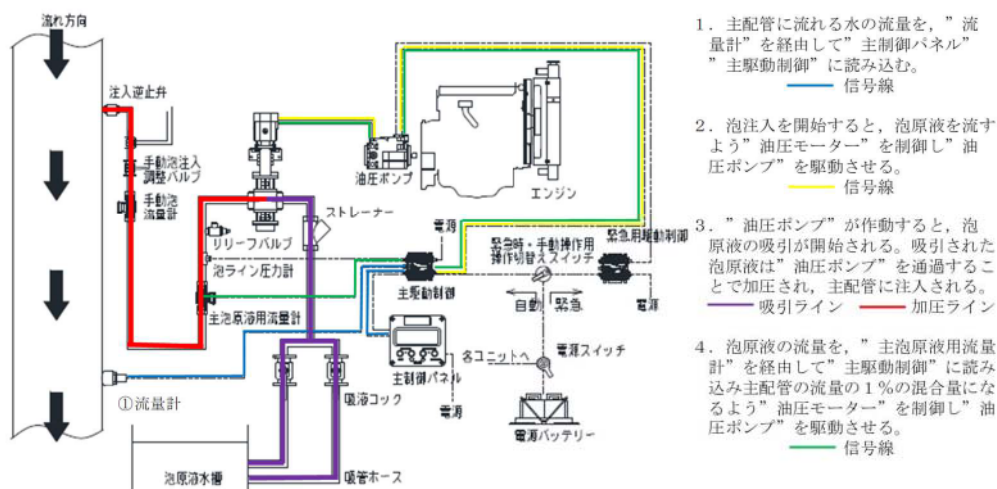 流れ方向
注入逆止弁
手動泡注入
調整バルブ
手動泡
流量計
リリーフバルブ
泡ライン圧力計
主泡原液用流量計
①流量計
泡原溶水槽
ストレーナー
油圧ポンプ
エンジン
電源
緊急時・手動操作用
操作切替えスイッチ
緊急用駆動制御
主駆動制御
自動
緊急
電源
主制御パネル
電源
各ユニットへ
電源スイッチ
電源バッテリー
吸溶コック
吸管ホース
1．主配管に流れる水の流量を，”流
量計”を経由して”主制御パネル”
”主駆動制御”に読み込む。
信号線
2．泡注入を開始すると，泡原液を流す
よう”油圧モーター”を制御し”油
圧ポンプ”を駆動させる。
信号線
3．”油圧ポンプ”が作動すると，泡
原液の吸引が開始される。吸引された
泡原液は”油圧ポンプ”を通過するこ
とで加圧され，主配管に注入される。
吸引ライン 加圧ライン
4．泡原液の流量を，”主泡原液用流量
計”を経由して”主駆動制御”に読み
込み主配管の流量の1％の混合量にな
るよう”油圧モーター”を制御し”油
圧ポンプ”を駆動させる。
信号線